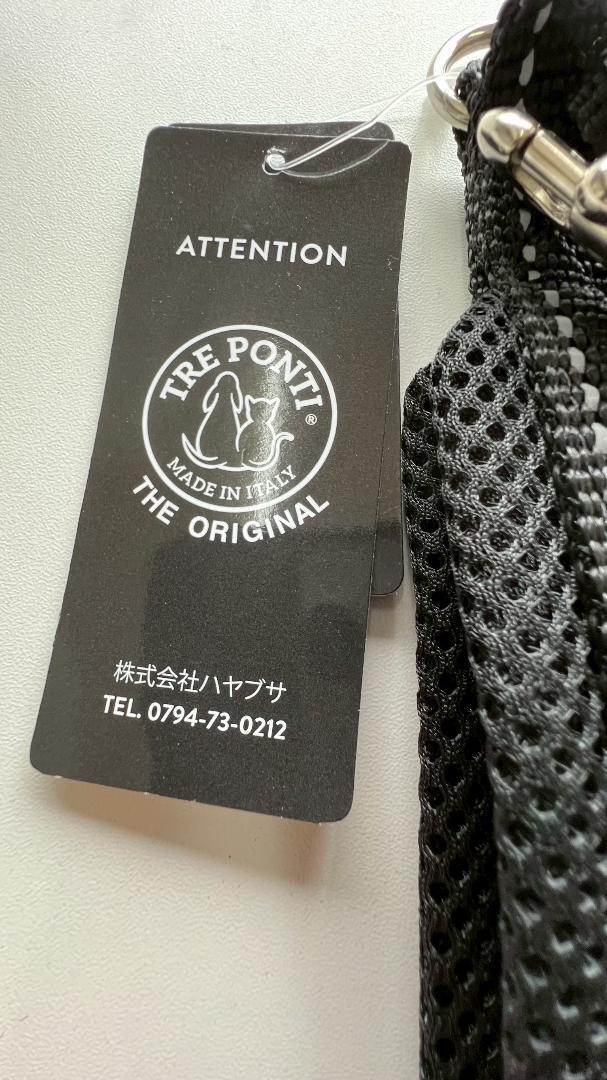 ATTENTION
TRE PONTI
®
MADE IN ITALY
THE ORIGINAL
株式会社ハヤブサ
TEL. 0794-73-0212